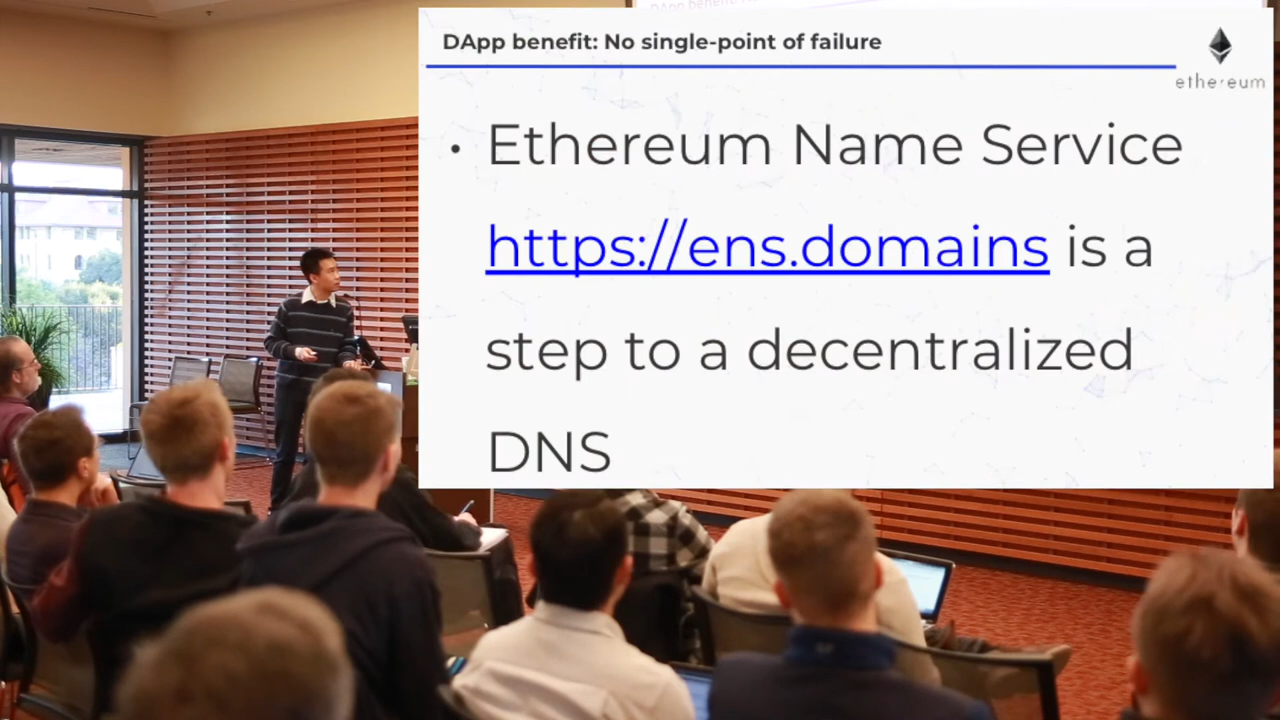 DApp benefit: No single-point of failure
ethereum
• Ethereum Name Service
https://ens.domains is a
step to a decentralized
DNS